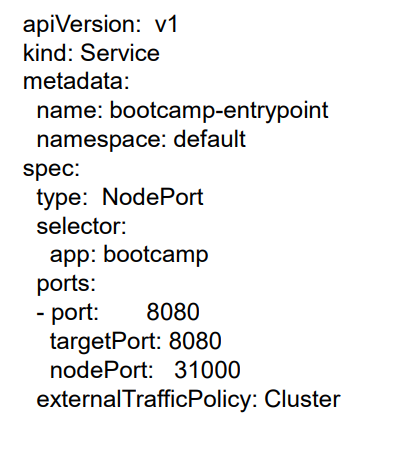 apiVersion:  v1
kind: Service
metadata:
  name: bootcamp-entrypoint
  namespace: default
spec:
  type:  NodePort
  selector:
    app: bootcamp
  ports:
  - port:       8080
    targetPort: 8080
    nodePort:   31000
  externalTrafficPolicy: Cluster